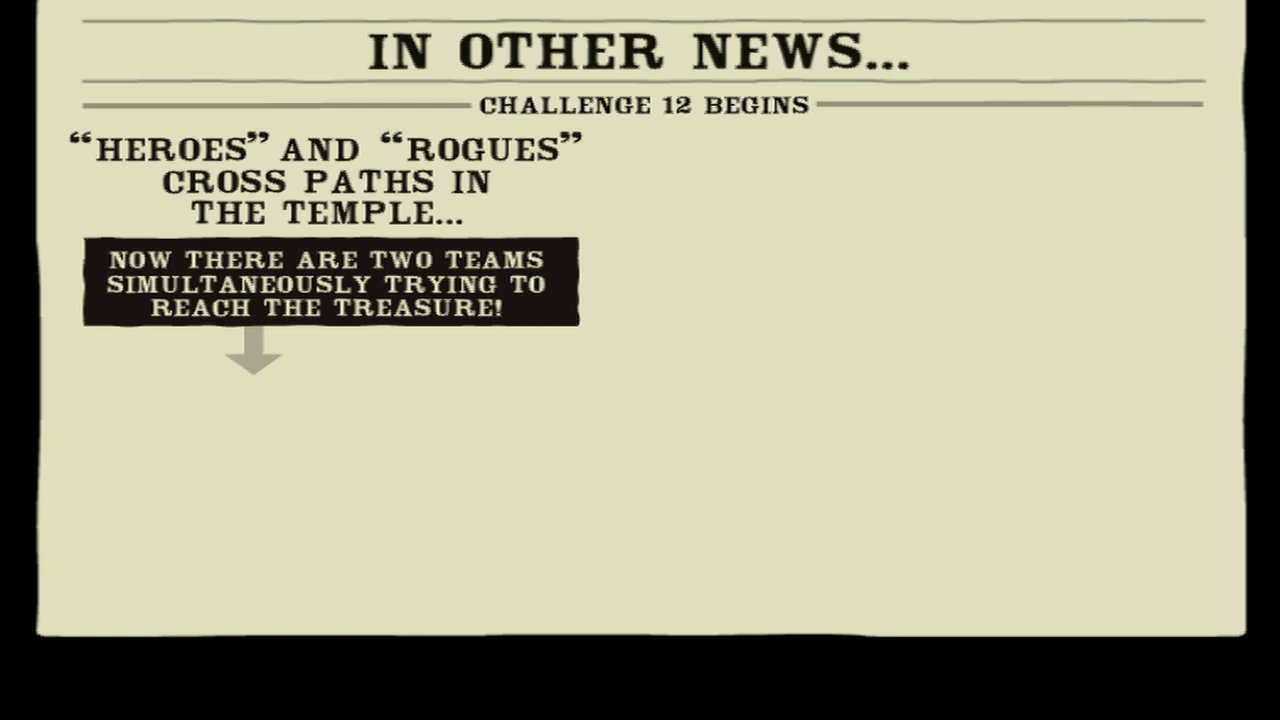 IN OTHER NEWS...
CHALLENGE 12 BEGINS
“HEROES” AND “ROGUES”
CROSS PATHS IN
THE TEMPLE...
NOW THERE ARE TWO TEAMS
SIMULTANEOUSLY TRYING TO
REACH THE TREASURE!